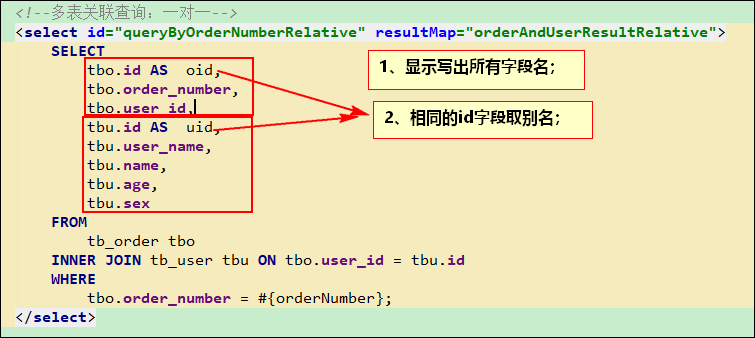 <!--多表关联查询：一对一-->
<select id="queryByOrderNumberRelative" resultMap="orderAndUserResultRelative">
SELECT
tbo.id AS  oid,
tbo.order_number,
tbo.user_id,
tbu.id AS  uid,
tbu.user_name,
tbu.name,
tbu.age,
tbu.sex
FROM
tb_order tbo
INNER JOIN tb_user tbu ON tbo.user_id = tbu.id
WHERE
tbo.order_number = #{orderNumber};
</select>
1、显示写出所有字段名；
2、相同的id字段取别名；